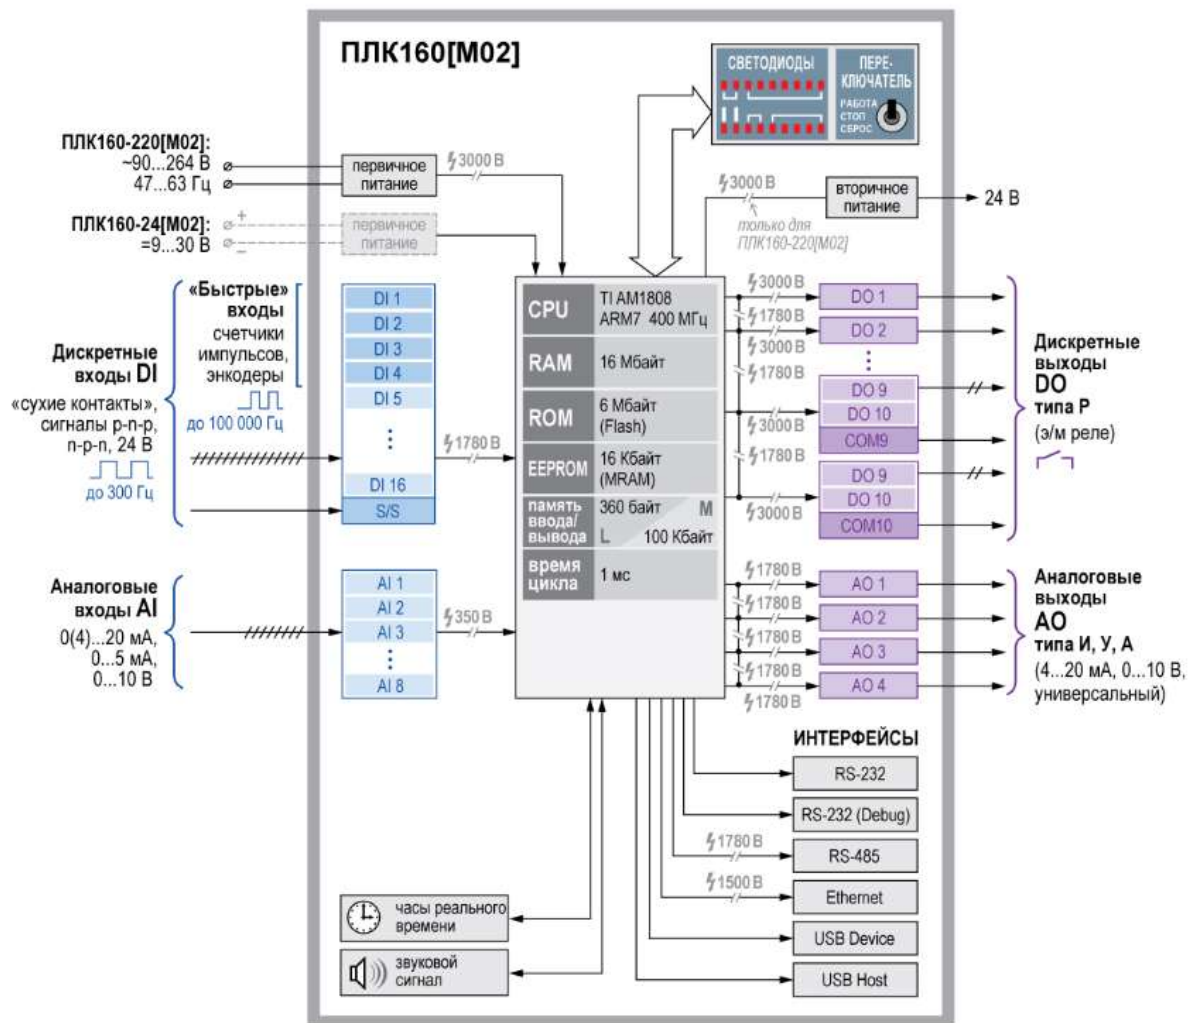 ПЛК160[М02]
СВЕТОДИОДЫ
ПЕРЕ-
КЛЮЧАТЕЛЬ
РАБОТА
СТОП
СБРОС
ПЛК160-220[М02]:
~90...264 В
47...63 Гц
первичное
питание
3000 В
ПЛК160-24[М02]:
=9...30 В
+
–
первичное
питание
3000 В
только для
ПЛК160-220[М02]
вторичное
питание
24 В
«Быстрые»
входы
счетчики
импульсов,
энкодеры
до 100 000 Гц
Дискретные
входы DI
«сухие контакты»,
сигналы p-n-p,
n-p-n, 24 В
до 300 Гц
DI 1
DI 2
DI 3
DI 4
DI 5
DI 16
S/S
1780 В
Аналоговые
входы AI
0(4)...20 мА,
0...5 мА,
0...10 В
AI 1
AI 2
AI 3
AI 8
350 В
CPU
TI AM1808
ARM7 400 МГц
RAM
16 Мбайт
ROM
6 Мбайт
(Flash)
EEPROM
16 Кбайт
(MRAM)
память
ввода/
вывода
360 байт
M
L
100 Кбайт
время
цикла
1 мс
3000 В
1780 В
3000 В
1780 В
3000 В
1780 В
3000 В
DO 1
DO 2
DO 9
DO 10
COM9
DO 9
DO 10
COM10
Дискретные
выходы
DO
типа Р
(э/м реле)
1780 В
1780 В
1780 В
1780 В
1780 В
AO 1
AO 2
AO 3
AO 4
Аналоговые
выходы
AO
типа И, У, А
(4...20 мА, 0...10 В,
универсальный)
ИНТЕРФЕЙСЫ
RS-232
RS-232 (Debug)
1780 В
RS-485
1500 В
Ethernet
USB Device
USB Host
часы реального
времени
звуковой
сигнал